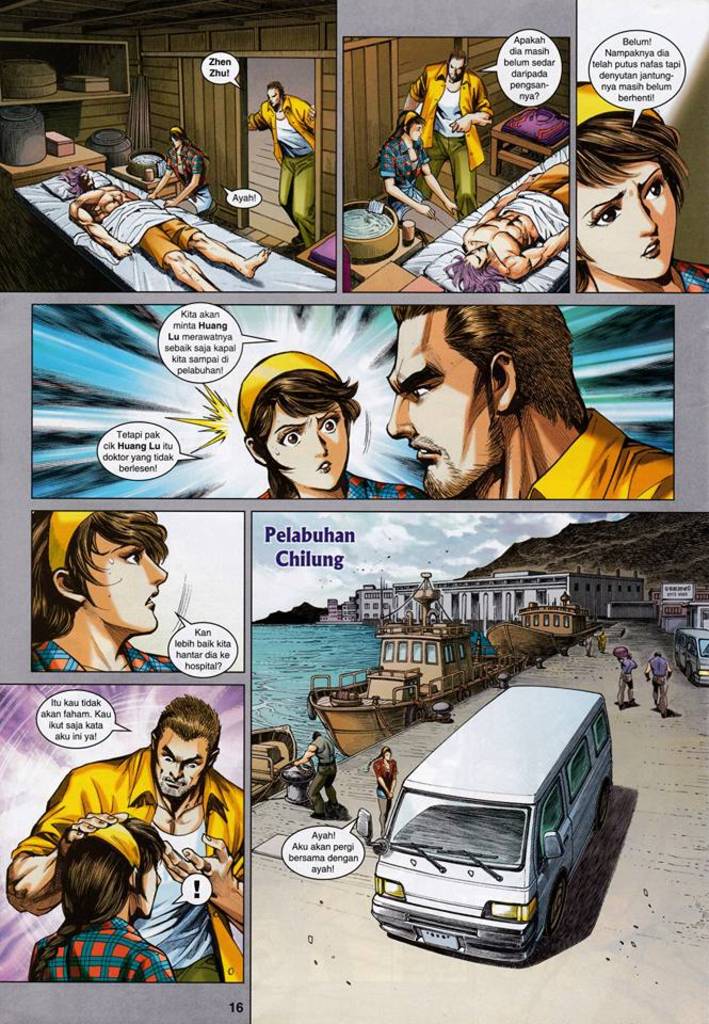 Zhen
Zhu!
Ayah!
Apakah
dia masih
belum sedar
daripada
pengsan-
nya?
Belum!
Nampaknya dia
telah putus nafas tapi
denyutan jantung-
nya masih belum
berhenti!
Kita akan
minta Huang
Lu merawatnya
sebaik saja kapal
kita sampai di
pelabuhan!
Tetapi pak
cik Huang Lu itu
doktor yang tidak
berlesen!
Kan
lebih baik kita
hantar dia ke
hospital?
Pelabuhan
Chilung
Itu kau tidak
akan faham. Kau
ikut saja kata
aku ini ya!
!
Ayah!
Aku akan pergi
bersama dengan
ayah!
16